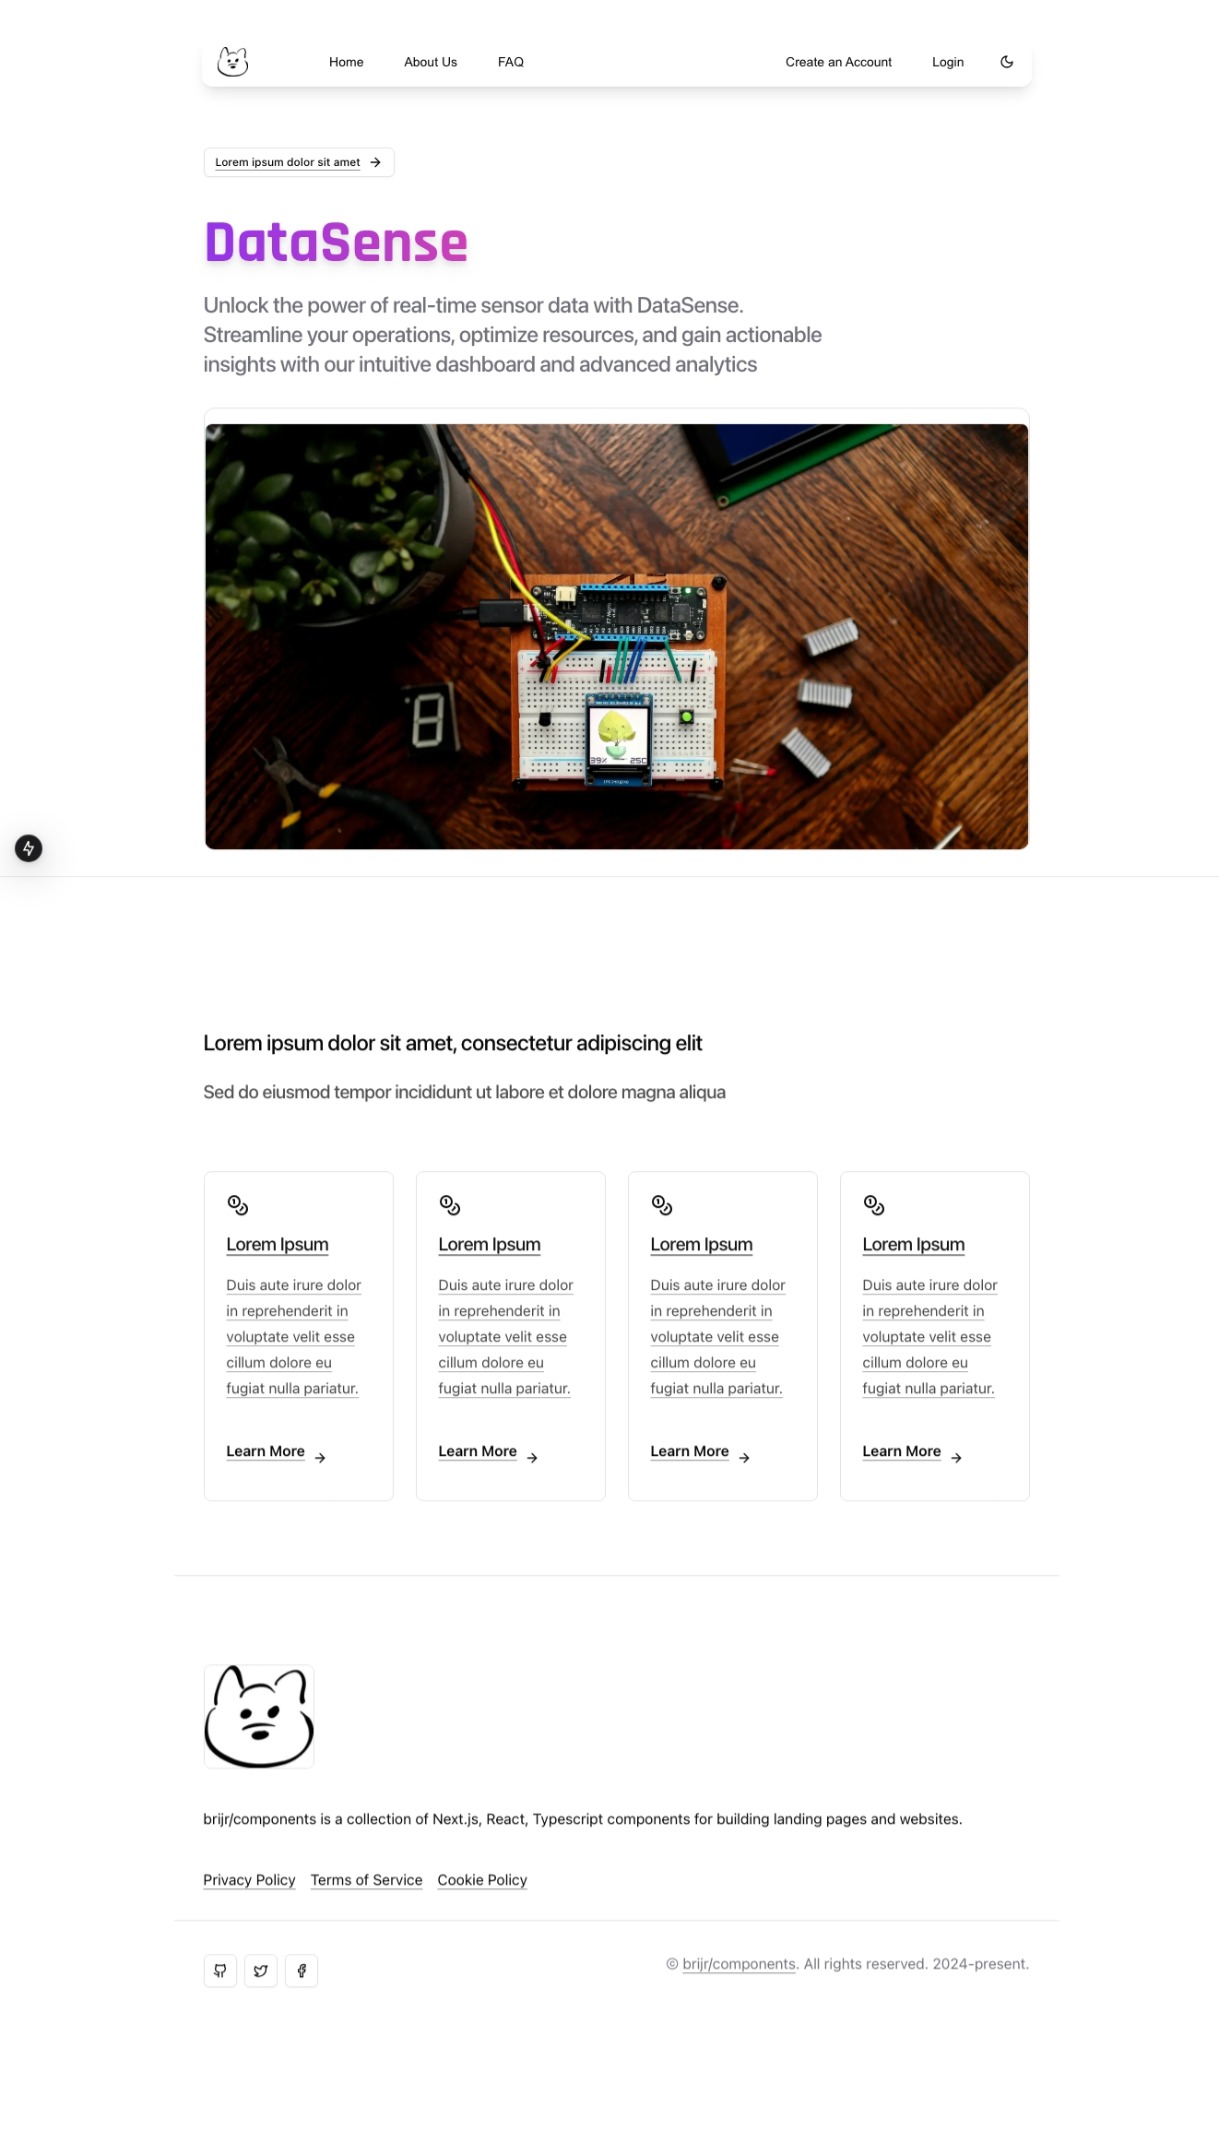 Home About Us FAQ Create an Account Login
Lorem ipsum dolor sit amet
DataSense
Unlock the power of real-time sensor data with DataSense.
Streamline your operations, optimize resources, and gain actionable
insights with our intuitive dashboard and advanced analytics
39% 25C
Lorem ipsum dolor sit amet, consectetur adipiscing elit
Sed do eiusmod tempor incididunt ut labore et dolore magna aliqua
Lorem Ipsum
Duis aute irure dolor
in reprehenderit in
voluptate velit esse
cillum dolore eu
fugiat nulla pariatur.
Learn More
Lorem Ipsum
Duis aute irure dolor
in reprehenderit in
voluptate velit esse
cillum dolore eu
fugiat nulla pariatur.
Learn More
Lorem Ipsum
Duis aute irure dolor
in reprehenderit in
voluptate velit esse
cillum dolore eu
fugiat nulla pariatur.
Learn More
Lorem Ipsum
Duis aute irure dolor
in reprehenderit in
voluptate velit esse
cillum dolore eu
fugiat nulla pariatur.
Learn More
brijr/components is a collection of Next.js, React, Typescript components for building landing pages and websites.
Privacy Policy Terms of Service Cookie Policy
© brijr/components. All rights reserved. 2024-present.